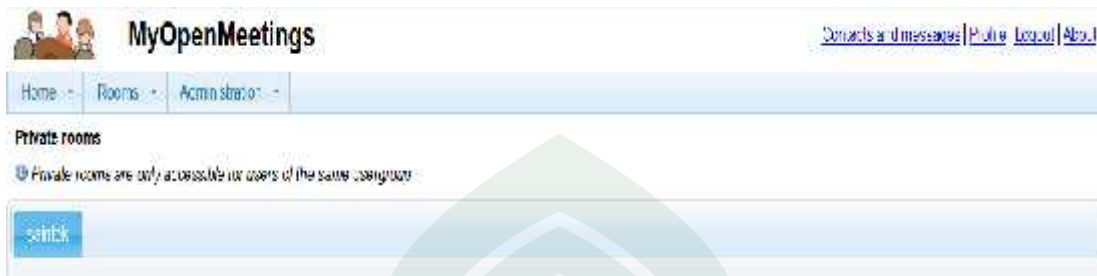 MyOpenMeetings
Contacts and messages | Profile | Logout | About
Home Rooms Administration
Private rooms
Private rooms are only accessible for users of the same usergroup
saintek